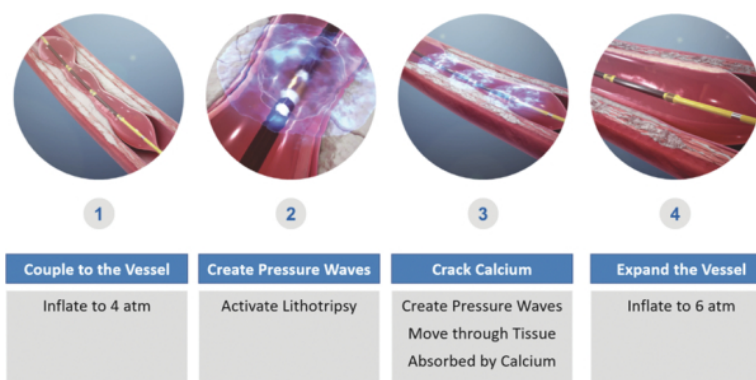 1
2
3
4
Couple to the Vessel
Create Pressure Waves
Crack Calcium
Expand the Vessel
Inflate to 4 atm
Activate Lithotripsy
Create Pressure Waves
Move through Tissue
Absorbed by Calcium
Inflate to 6 atm